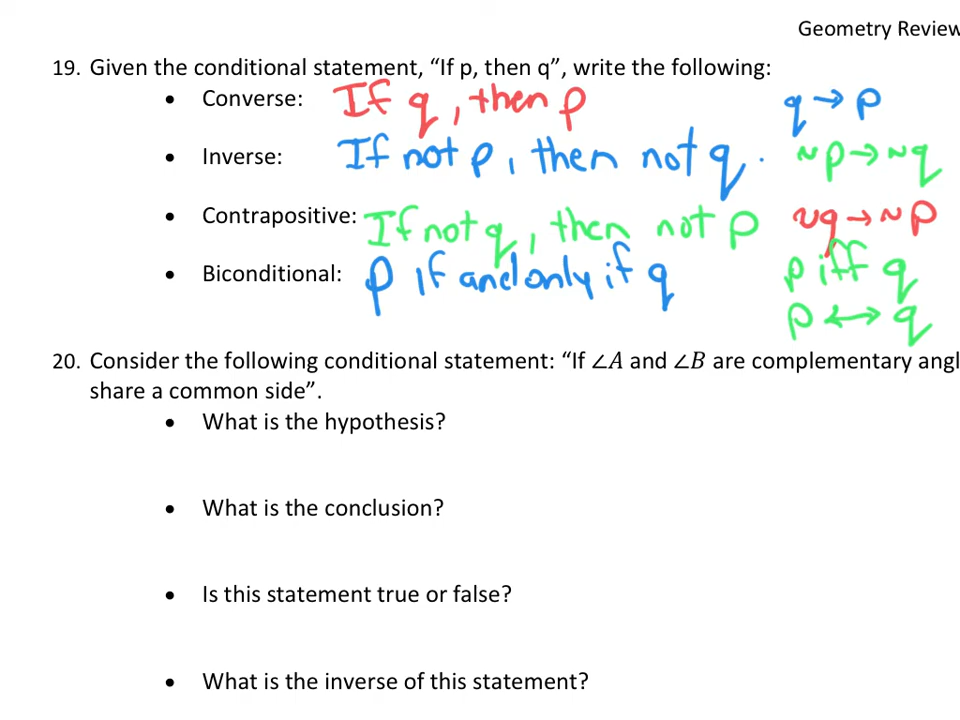 Geometry Review
19. Given the conditional statement, “If p, then q”, write the following:
• Converse: If q, then p q → p
• Inverse: If not p, then not q. ~p → ~q
• Contrapositive: If not q, then not p ~q → ~p
• Biconditional: p if and only if q p iff q
p ↔ q
20. Consider the following conditional statement: “If ∠A and ∠B are complementary angl
share a common side”.
• What is the hypothesis?
• What is the conclusion?
• Is this statement true or false?
• What is the inverse of this statement?